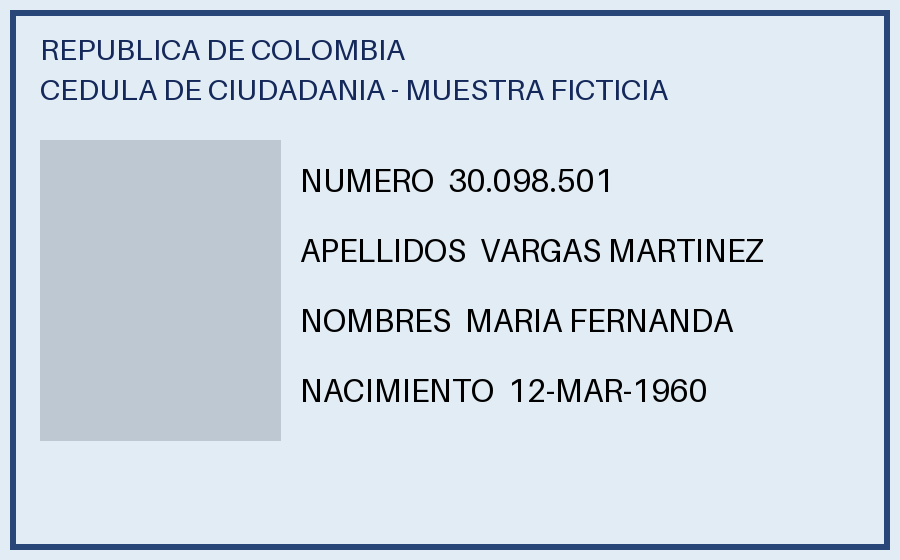 REPUBLICA DE COLOMBIA
CEDULA DE CIUDADANIA - MUESTRA FICTICIA
NUMERO 30.098.501
APELLIDOS VARGAS MARTINEZ
NOMBRES MARIA FERNANDA
NACIMIENTO 12-MAR-1960